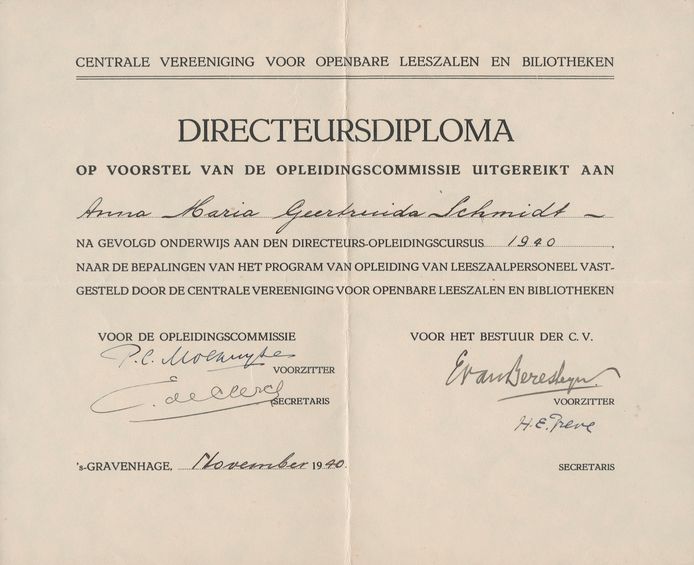 CENTRALE VEREENIGING VOOR OPENBARE LEESZALEN EN BILIOTHEKEN
DIRECTEURSDIPLOMA
OP VOORSTEL VAN DE OPLEIDINGSCOMMISSIE UITGEREIKT AAN
Anna Maria Geertruida Schmidt –
NA GEVOLGD ONDERWIJS AAN DEN DIRECTEURS-OPLEIDINGSCURSUS 1940,
NAAR DE BEPALINGEN VAN HET PROGRAM VAN OPLEIDING VAN LEESZAALPERSONEEL VAST-
GESTELD DOOR DE CENTRALE VEREENIGING VOOR OPENBARE LEESZALEN EN BIBLIOTHEKEN
VOOR DE OPLEIDINGSCOMMISSIE
P.C. Molhuysen
VOORZITTER
E. de Clercq
SECRETARIS
VOOR HET BESTUUR DER C. V.
E van Beresteyn.
VOORZITTER
H.E. Greve
SECRETARIS
's-GRAVENHAGE, November 1940.